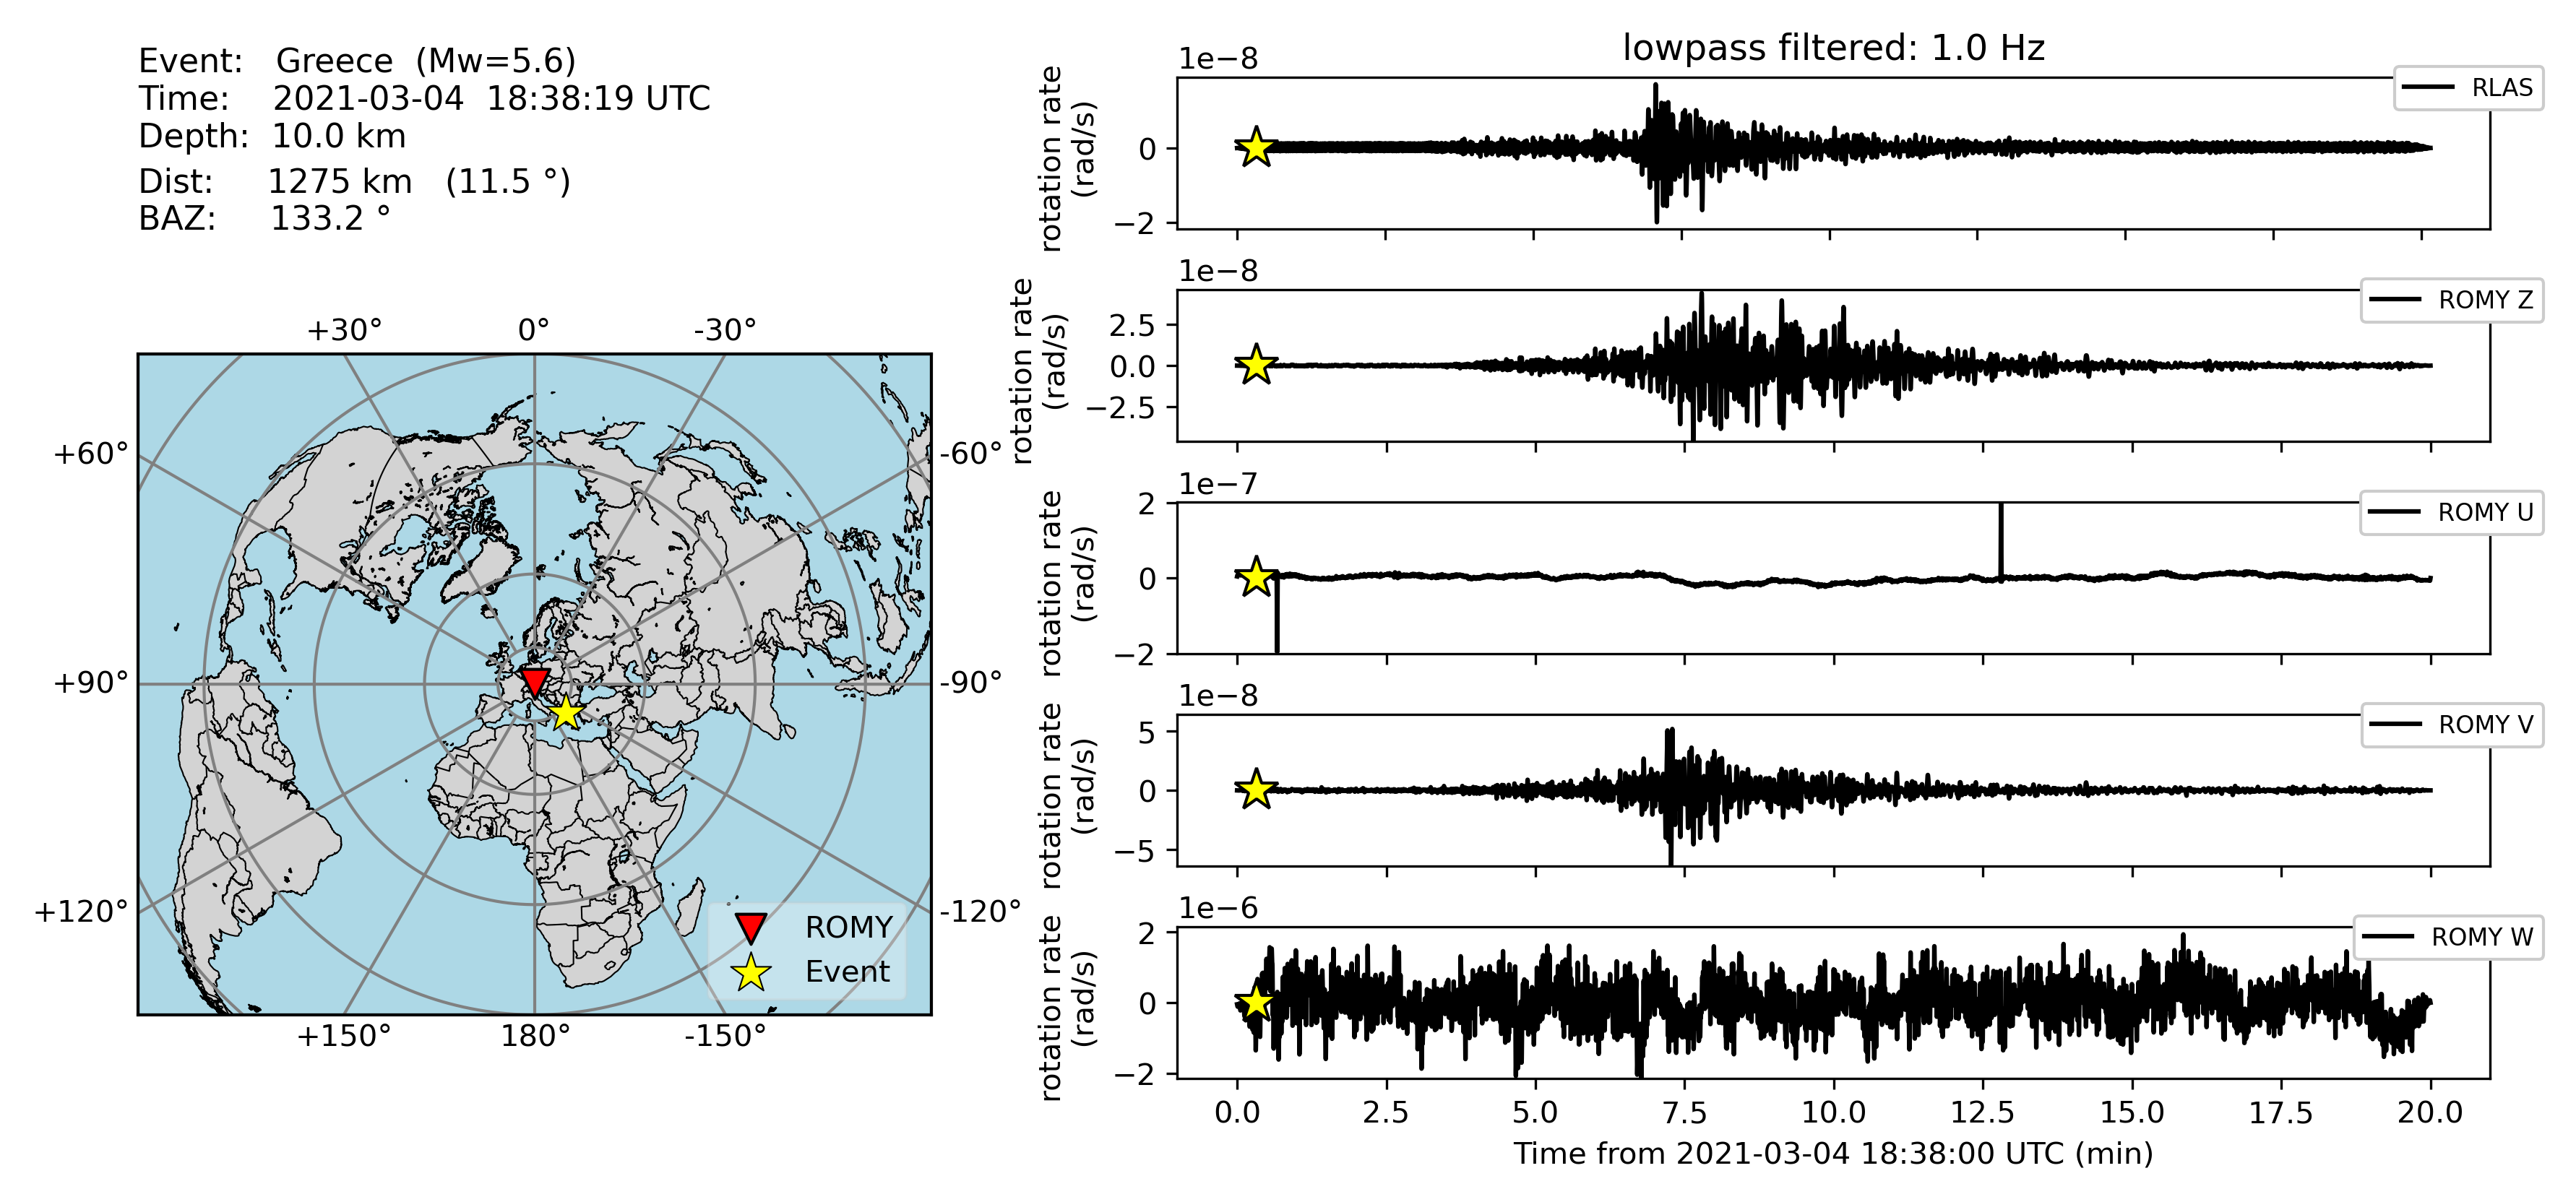 Event:   Greece  (Mw=5.6)
Time:    2021-03-04  18:38:19 UTC
Depth:  10.0 km
Dist:     1275 km   (11.5 °)
BAZ:     133.2 °
+30°
0°
-30°
+60°
-60°
+90°
-90°
+120°
-120°
+150°
180°
-150°
ROMY
Event
lowpass filtered: 1.0 Hz
1e−8
rotation rate
(rad/s)
0
−2
RLAS
1e−8
rotation rate
(rad/s)
2.5
0.0
−2.5
ROMY Z
1e−7
rotation rate
(rad/s)
2
0
−2
ROMY U
1e−8
rotation rate
(rad/s)
5
0
−5
ROMY V
1e−6
rotation rate
(rad/s)
2
0
−2
ROMY W
0.0 2.5 5.0 7.5 10.0 12.5 15.0 17.5 20.0
Time from 2021-03-04 18:38:00 UTC (min)